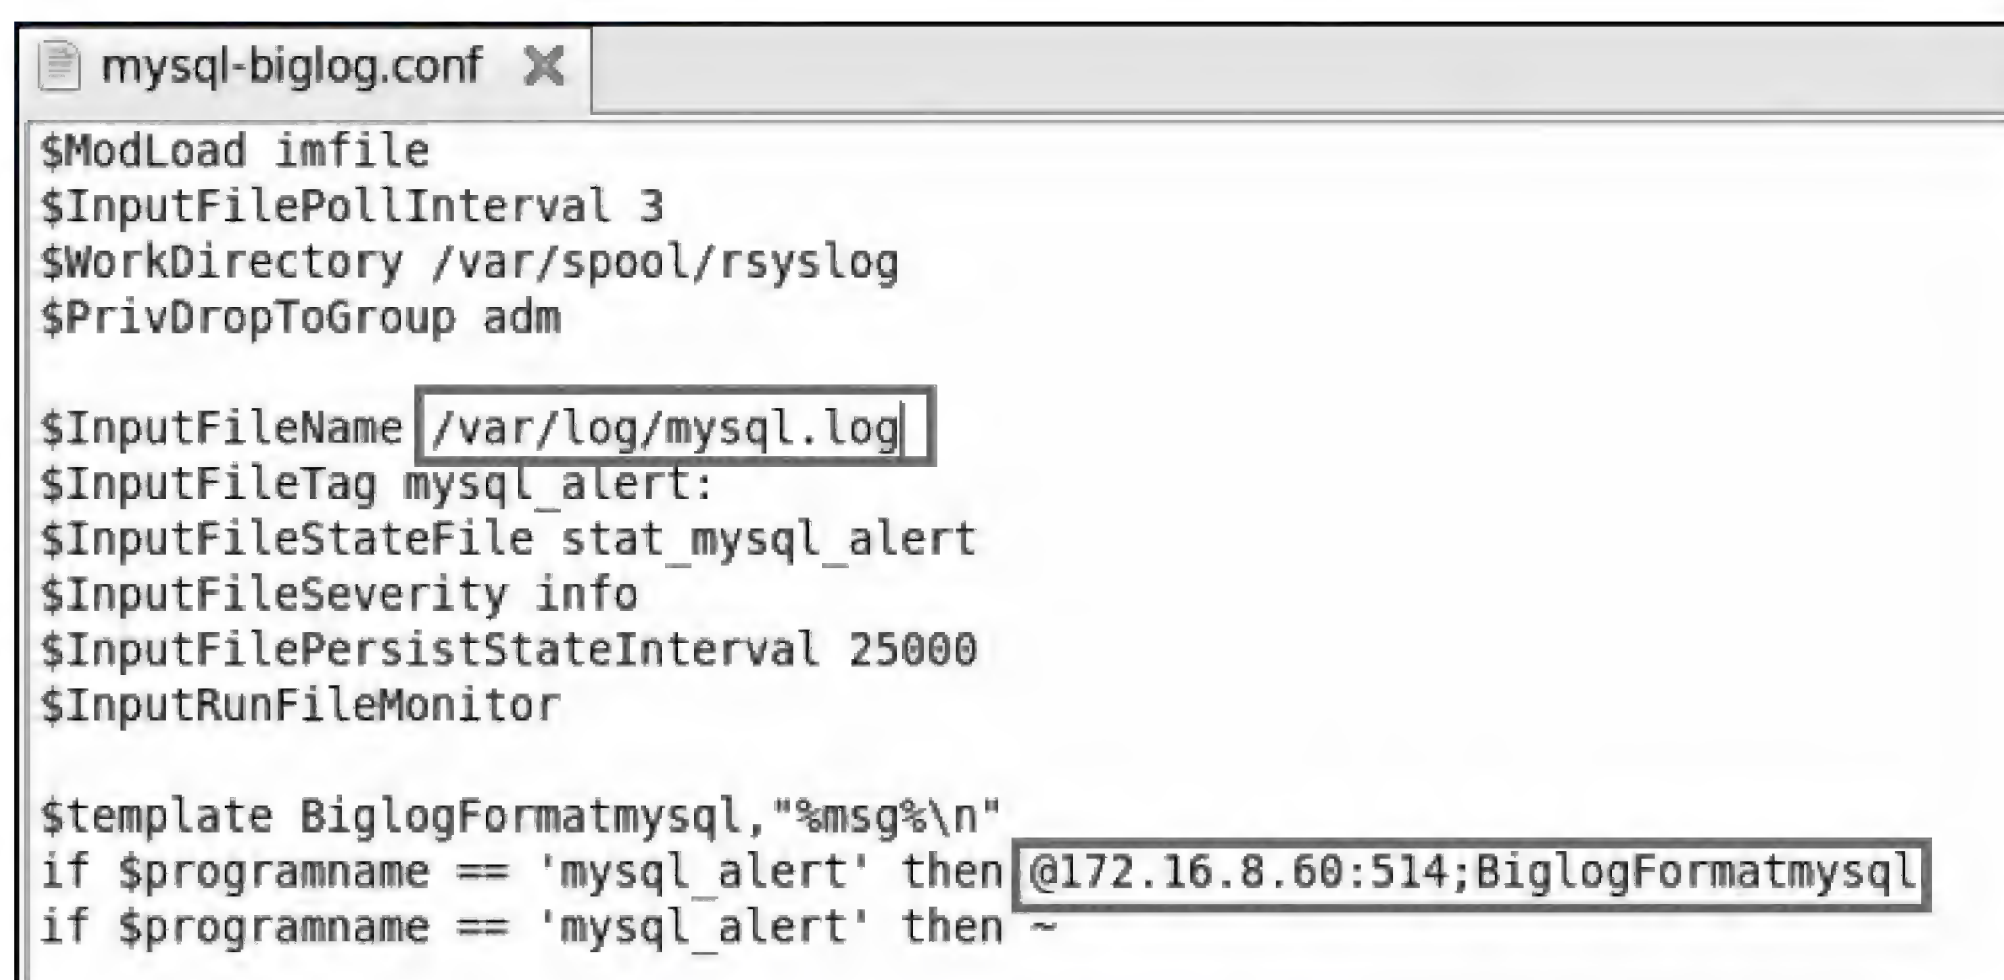 mysql-biglog.conf
$ModLoad imfile
$InputFilePollInterval 3
$WorkDirectory /var/spool/rsyslog
$PrivDropToGroup adm
$InputFileName /var/log/mysql.log
$InputFileTag mysql_alert:
$InputFileStateFile stat_mysql_alert
$InputFileSeverity info
$InputFilePersistStateInterval 25000
$InputRunFileMonitor
$template BiglogFormatmysql,"%msg%\n"
if $programname == 'mysql_alert' then @172.16.8.60:514;BiglogFormatmysql
if $programname == 'mysql_alert' then ~